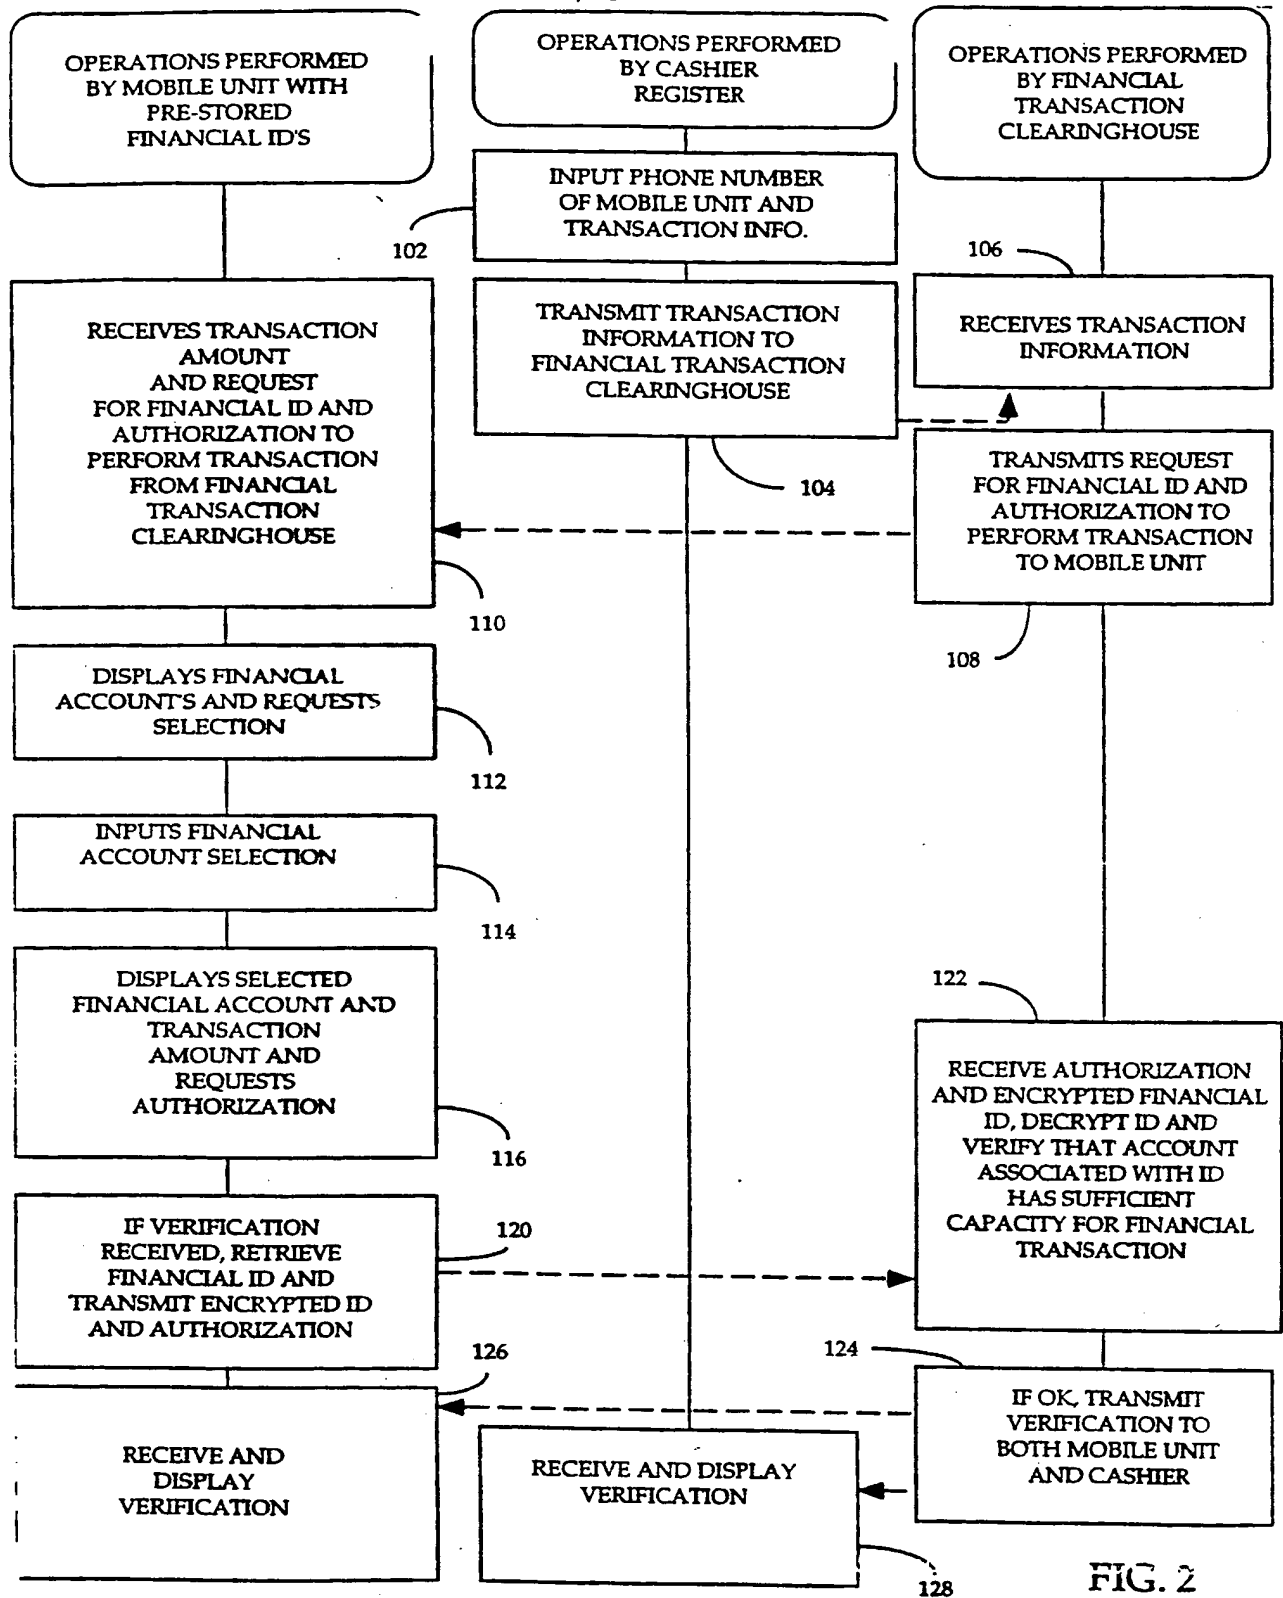 OPERATIONS PERFORMED
BY MOBILE UNIT WITH
PRE-STORED
FINANCIAL ID'S
OPERATIONS PERFORMED
BY CASHIER
REGISTER
OPERATIONS PERFORMED
BY FINANCIAL
TRANSACTION
CLEARINGHOUSE
INPUT PHONE NUMBER
OF MOBILE UNIT AND
TRANSACTION INFO.
102
106
RECEIVES TRANSACTION
AMOUNT
AND REQUEST
FOR FINANCIAL ID AND
AUTHORIZATION TO
PERFORM TRANSACTION
FROM FINANCIAL
TRANSACTION
CLEARINGHOUSE
110
TRANSMIT TRANSACTION
INFORMATION TO
FINANCIAL TRANSACTION
CLEARINGHOUSE
104
RECEIVES TRANSACTION
INFORMATION
TRANSMITS REQUEST
FOR FINANCIAL ID AND
AUTHORIZATION TO
PERFORM TRANSACTION
TO MOBILE UNIT
108
DISPLAYS FINANCIAL
ACCOUNT'S AND REQUESTS
SELECTION
112
INPUTS FINANCIAL
ACCOUNT SELECTION
114
DISPLAYS SELECTED
FINANCIAL ACCOUNT AND
TRANSACTION
AMOUNT AND
REQUESTS
AUTHORIZATION
116
122
RECEIVE AUTHORIZATION
AND ENCRYPTED FINANCIAL
ID, DECRYPT ID AND
VERIFY THAT ACCOUNT
ASSOCIATED WITH ID
HAS SUFFICIENT
CAPACITY FOR FINANCIAL
TRANSACTION
IF VERIFICATION
RECEIVED, RETRIEVE
FINANCIAL ID AND
TRANSMIT ENCRYPTED ID
AND AUTHORIZATION
120
126
124
RECEIVE AND
DISPLAY
VERIFICATION
RECEIVE AND DISPLAY
VERIFICATION
128
IF OK, TRANSMIT
VERIFICATION TO
BOTH MOBILE UNIT
AND CASHIER
FIG. 2